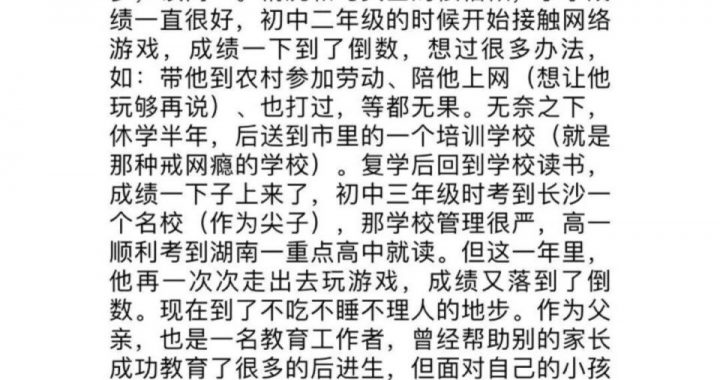 绩一直很好，初中二年级的时候开始接触网络
游戏，成绩一下到了倒数，想过很多办法，
如：带他到农村参加劳动、陪他上网（想让他
玩够再说）、也打过，等都无果。无奈之下，
休学半年，后送到市里的一个培训学校（就是
那种戒网瘾的学校）。复学后回到学校读书，
成绩一下子上来了，初中三年级时考到长沙一
个名校（作为尖子），那学校管理很严，高一
顺利考到湖南一重点高中就读。但这一年里，
他再一次次走出去玩游戏，成绩又落到了倒
数。现在到了不吃不睡不理人的地步。作为父
亲，也是一名教育工作者，曾经帮助别的家长
成功教育了很多的后进生，但面对自己的小孩